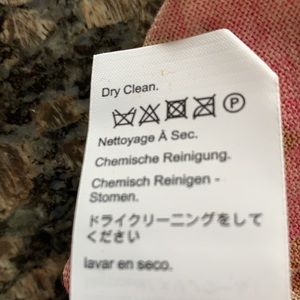 Dry Clean.
P
Nettoyage À Sec.
Chemische Reinigung.
Chemisch Reinigen -
Stomen.
ドライクリーニングをして
ください
lavar en seco.